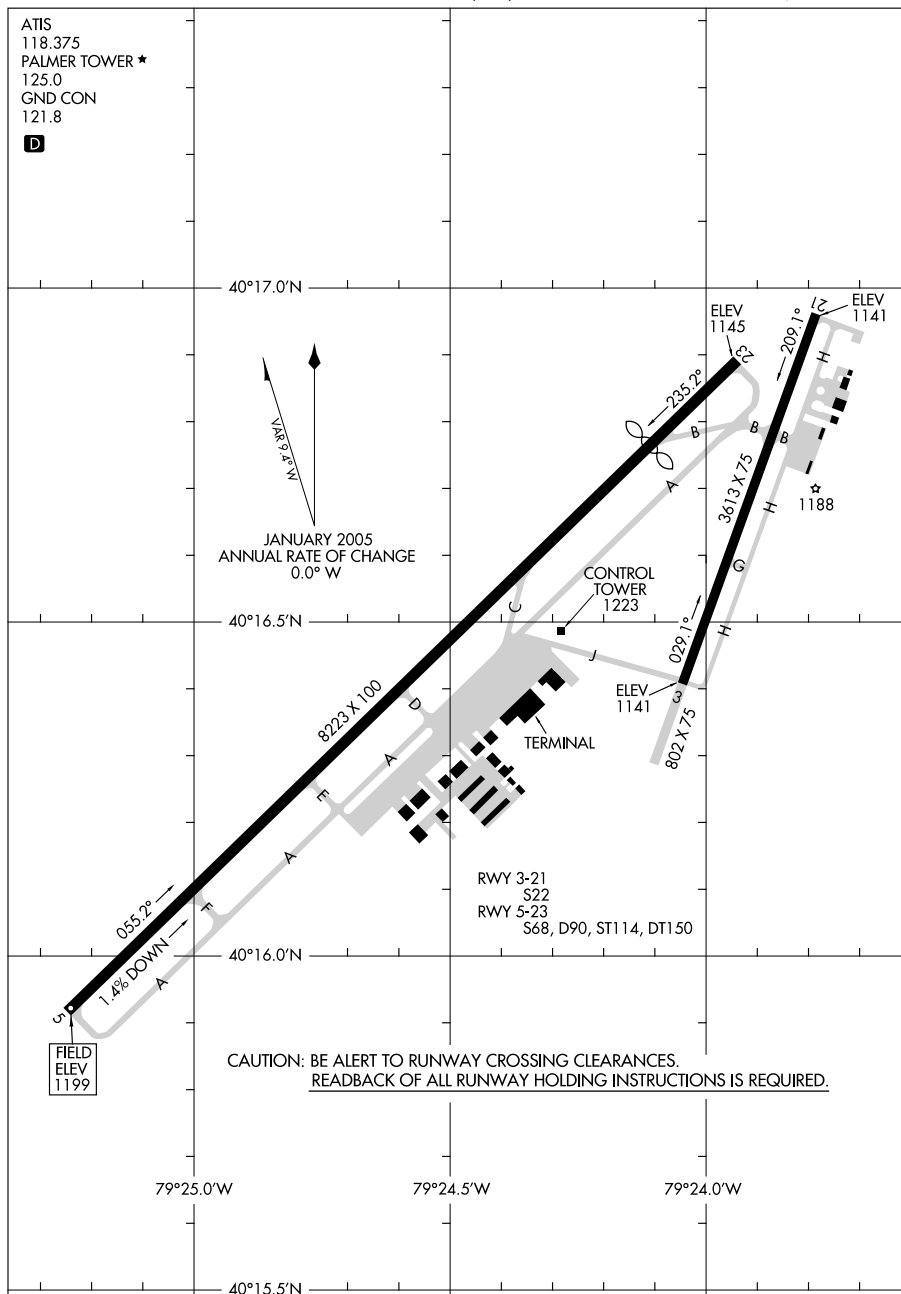 ATIS
118.375
PALMER TOWER ★
125.0
GND CON
121.8
D
40°17.0'N
ELEV
1145
23
21
ELEV
1141
209.1°
H
235.2°
B
B
B
A
VAR 9.4° W
3613 X 75
H
1188
JANUARY 2005
ANNUAL RATE OF CHANGE
0.0° W
G
CONTROL
TOWER
1223
C
029.1°
40°16.5'N
H
J
ELEV
1141
3
8223 X 100
D
TERMINAL
802 X 75
A
E
A
RWY 3-21
S22
RWY 5-23
S68, D90, ST114, DT150
055.2°
F
1.4% DOWN
40°16.0'N
A
5
FIELD
ELEV
1199
CAUTION: BE ALERT TO RUNWAY CROSSING CLEARANCES.
READBACK OF ALL RUNWAY HOLDING INSTRUCTIONS IS REQUIRED.
79°25.0'W 79°24.5'W 79°24.0'W
40°15.5'N